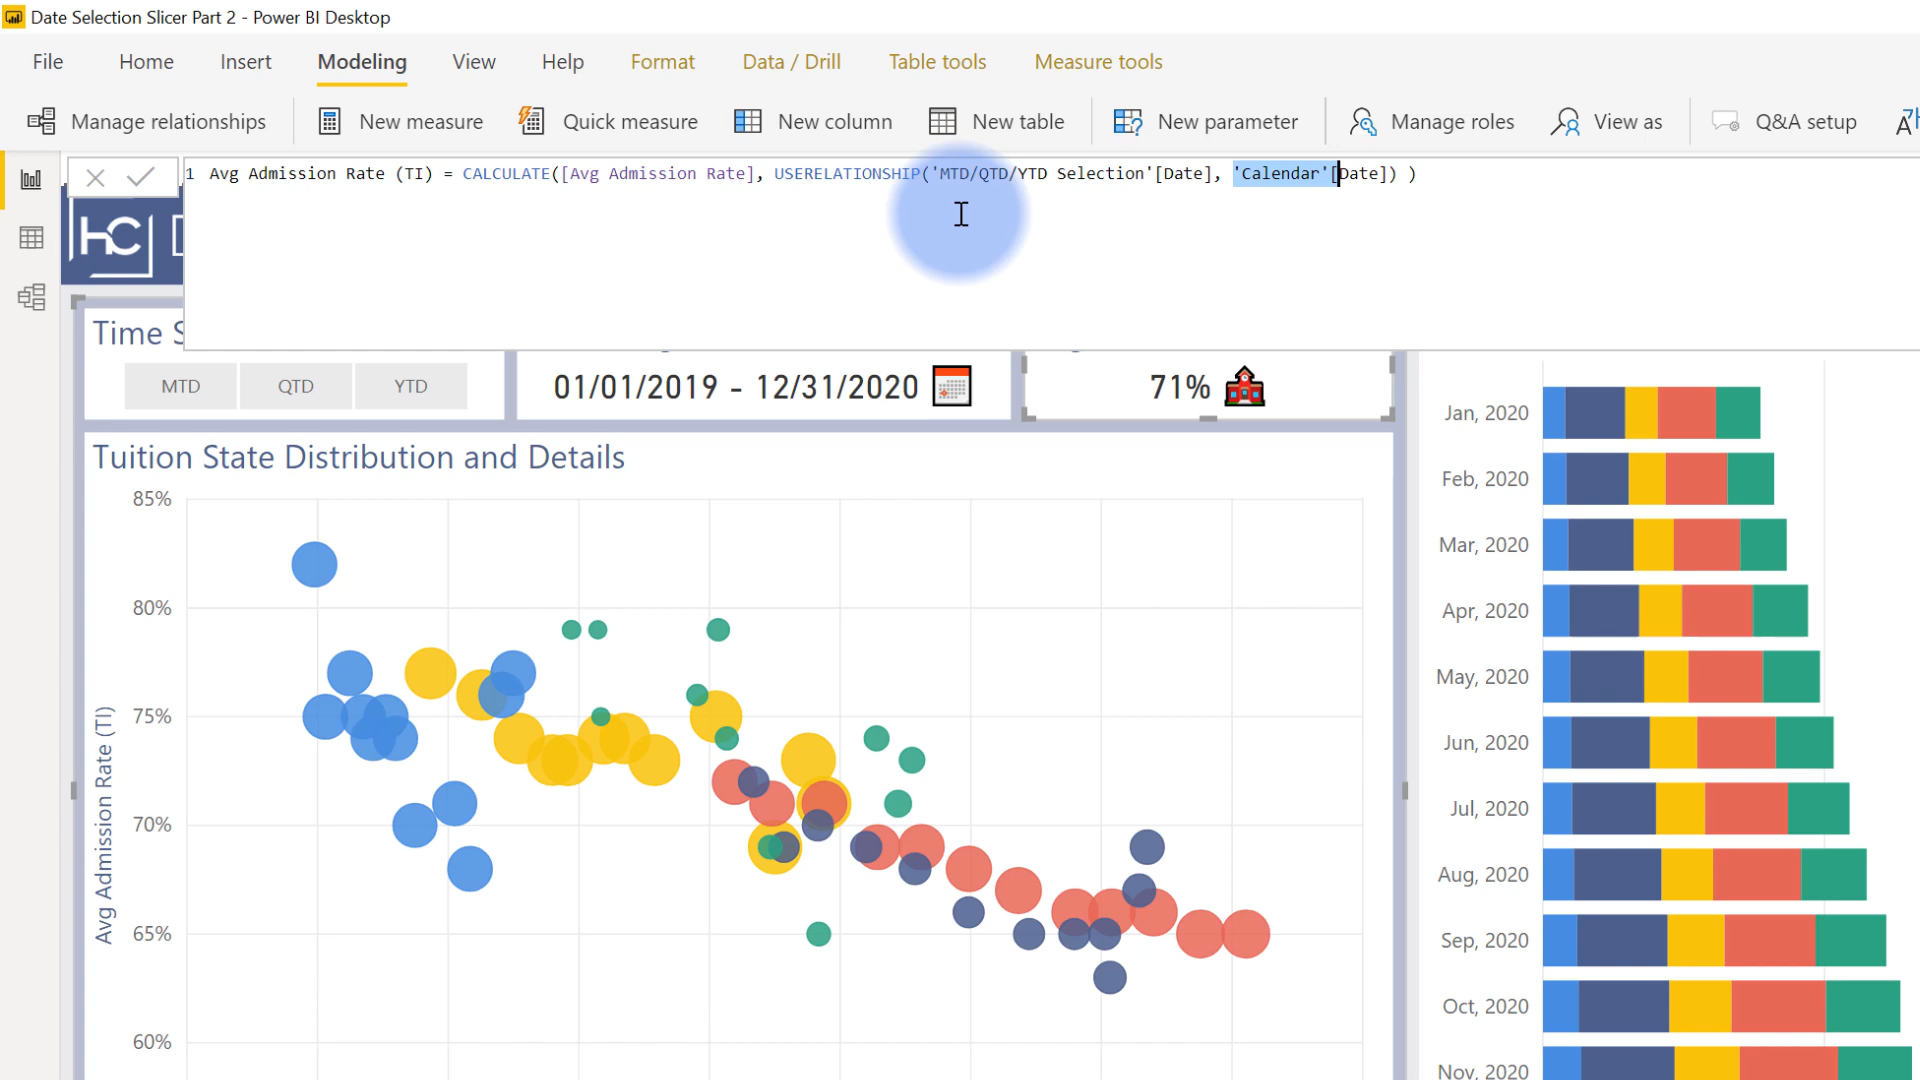 Date Selection Slicer Part 2 - Power BI Desktop
File Home Insert Modeling View Help Format Data / Drill Table tools Measure tools
Manage relationships New measure Quick measure New column New table New parameter Manage roles View as Q&A setup
1 Avg Admission Rate (TI) = CALCULATE([Avg Admission Rate], USERELATIONSHIP('MTD/QTD/YTD Selection'[Date], 'Calendar'[Date]) )
HC
Time S
MTD QTD YTD
01/01/2019 - 12/31/2020
71%
Tuition State Distribution and Details
85%
80%
75%
70%
65%
60%
Avg Admission Rate (TI)
Jan, 2020
Feb, 2020
Mar, 2020
Apr, 2020
May, 2020
Jun, 2020
Jul, 2020
Aug, 2020
Sep, 2020
Oct, 2020
Nov, 2020